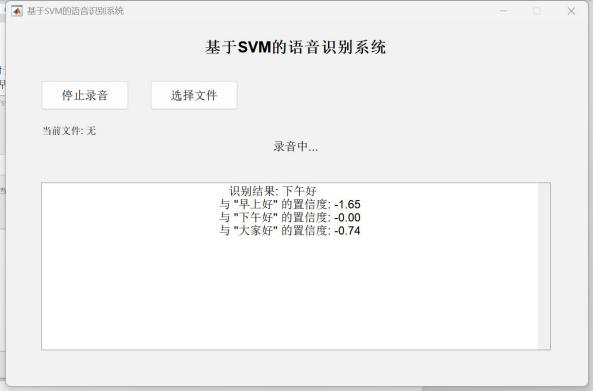 基于SVM的语音识别系统
基于SVM的语音识别系统
停止录音 选择文件
当前文件: 无
录音中...
识别结果: 下午好
与 "早上好" 的置信度: -1.65
与 "下午好" 的置信度: -0.00
与 "大家好" 的置信度: -0.74